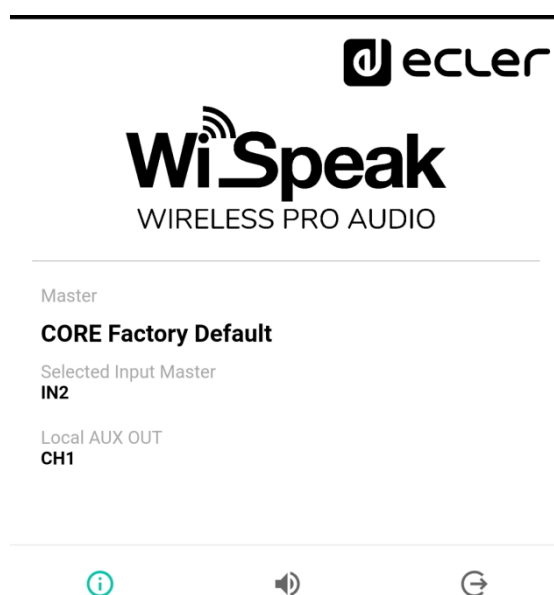 ecler
WiSpeak
WIRELESS PRO AUDIO
Master
CORE Factory Default
Selected Input Master
IN2
Local AUX OUT
CH1